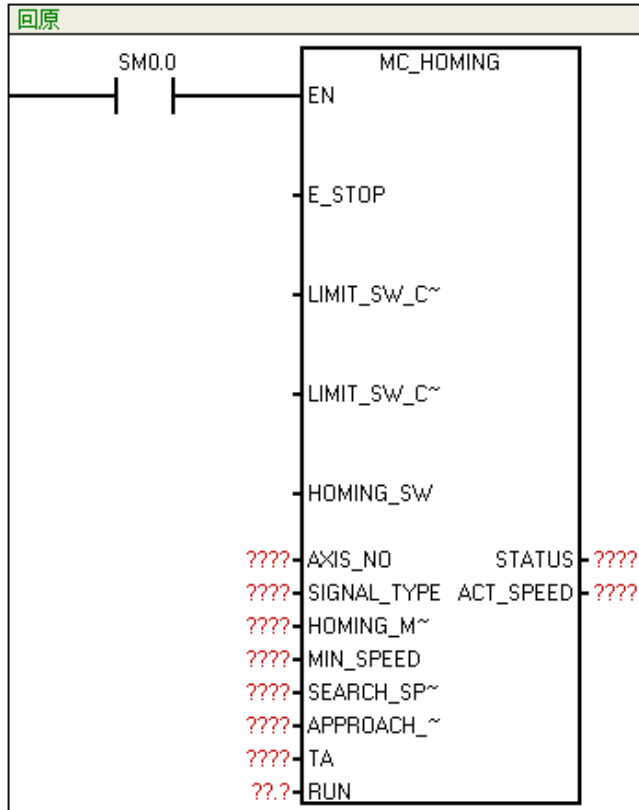 回原
SM0.0
MC_HOMING
EN
E_STOP
LIMIT_SW_C~
LIMIT_SW_C~
HOMING_SW
???? AXIS_NO STATUS ????
???? SIGNAL_TYPE ACT_SPEED ????
???? HOMING_M~
???? MIN_SPEED
???? SEARCH_SP~
???? APPROACH_~
???? TA
??.? RUN